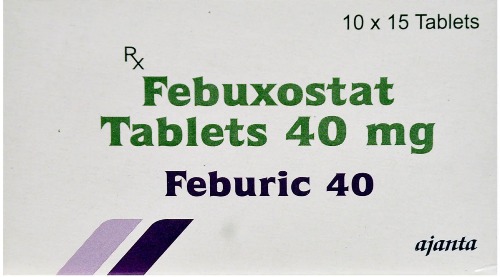 10 x 15 Tablets
Rx
Febuxostat
Tablets 40 mg
Feburic 40
ajanta